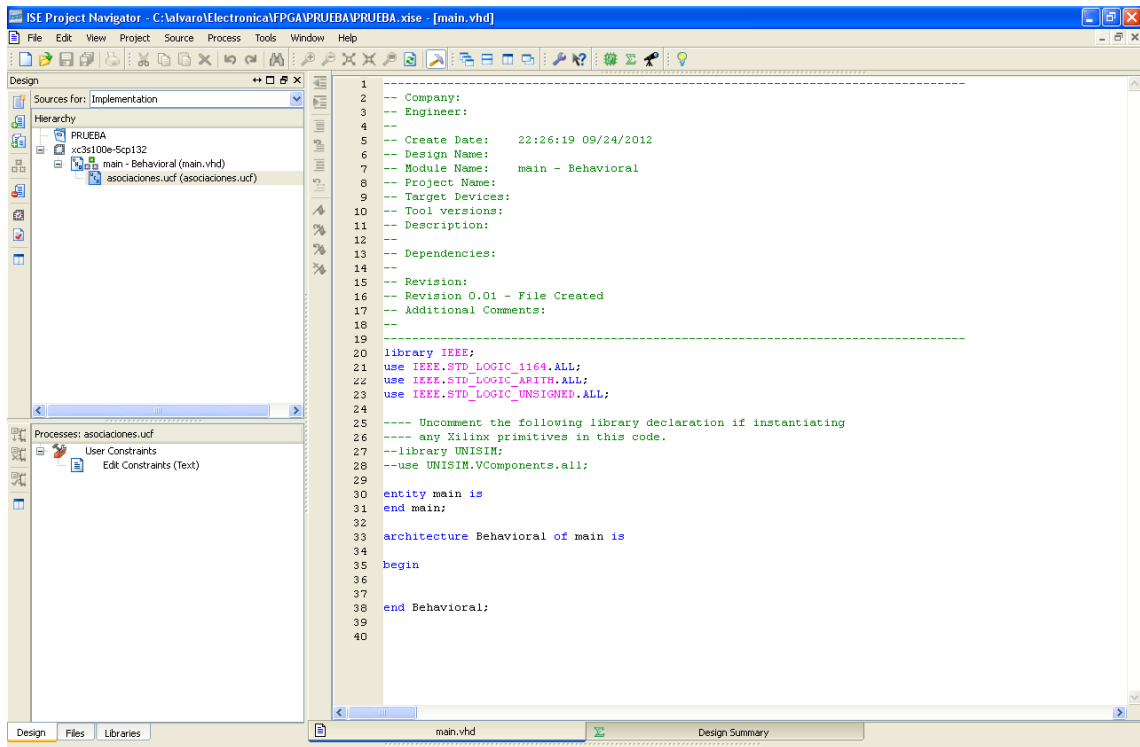 ISE Project Navigator - C:\alvaro\Electronica\FPGA\PRUEBA\PRUEBA.xise - [main.vhd]
File Edit View Project Source Process Tools Window Help
Design
Sources for: Implementation
Hierarchy
PRUEBA
xc3s100e-5cp132
main - Behavioral (main.vhd)
asociaciones.ucf (asociaciones.ucf)
Processes: asociaciones.ucf
User Constraints
Edit Constraints (Text)
Design Files Libraries
1 --------------------------------------------------------------------------------
2 -- Company:
3 -- Engineer:
4 --
5 -- Create Date:    22:26:19 09/24/2012
6 -- Design Name:
7 -- Module Name:    main - Behavioral
8 -- Project Name:
9 -- Target Devices:
10 -- Tool versions:
11 -- Description:
12 --
13 -- Dependencies:
14 --
15 -- Revision:
16 -- Revision 0.01 - File Created
17 -- Additional Comments:
18 --
19 --------------------------------------------------------------------------------
20 library IEEE;
21 use IEEE.STD_LOGIC_1164.ALL;
22 use IEEE.STD_LOGIC_ARITH.ALL;
23 use IEEE.STD_LOGIC_UNSIGNED.ALL;
24
25 ---- Uncomment the following library declaration if instantiating
26 ---- any Xilinx primitives in this code.
27 --library UNISIM;
28 --use UNISIM.VComponents.all;
29
30 entity main is
31 end main;
32
33 architecture Behavioral of main is
34
35 begin
36
37
38 end Behavioral;
39
40
main.vhd
Design Summary